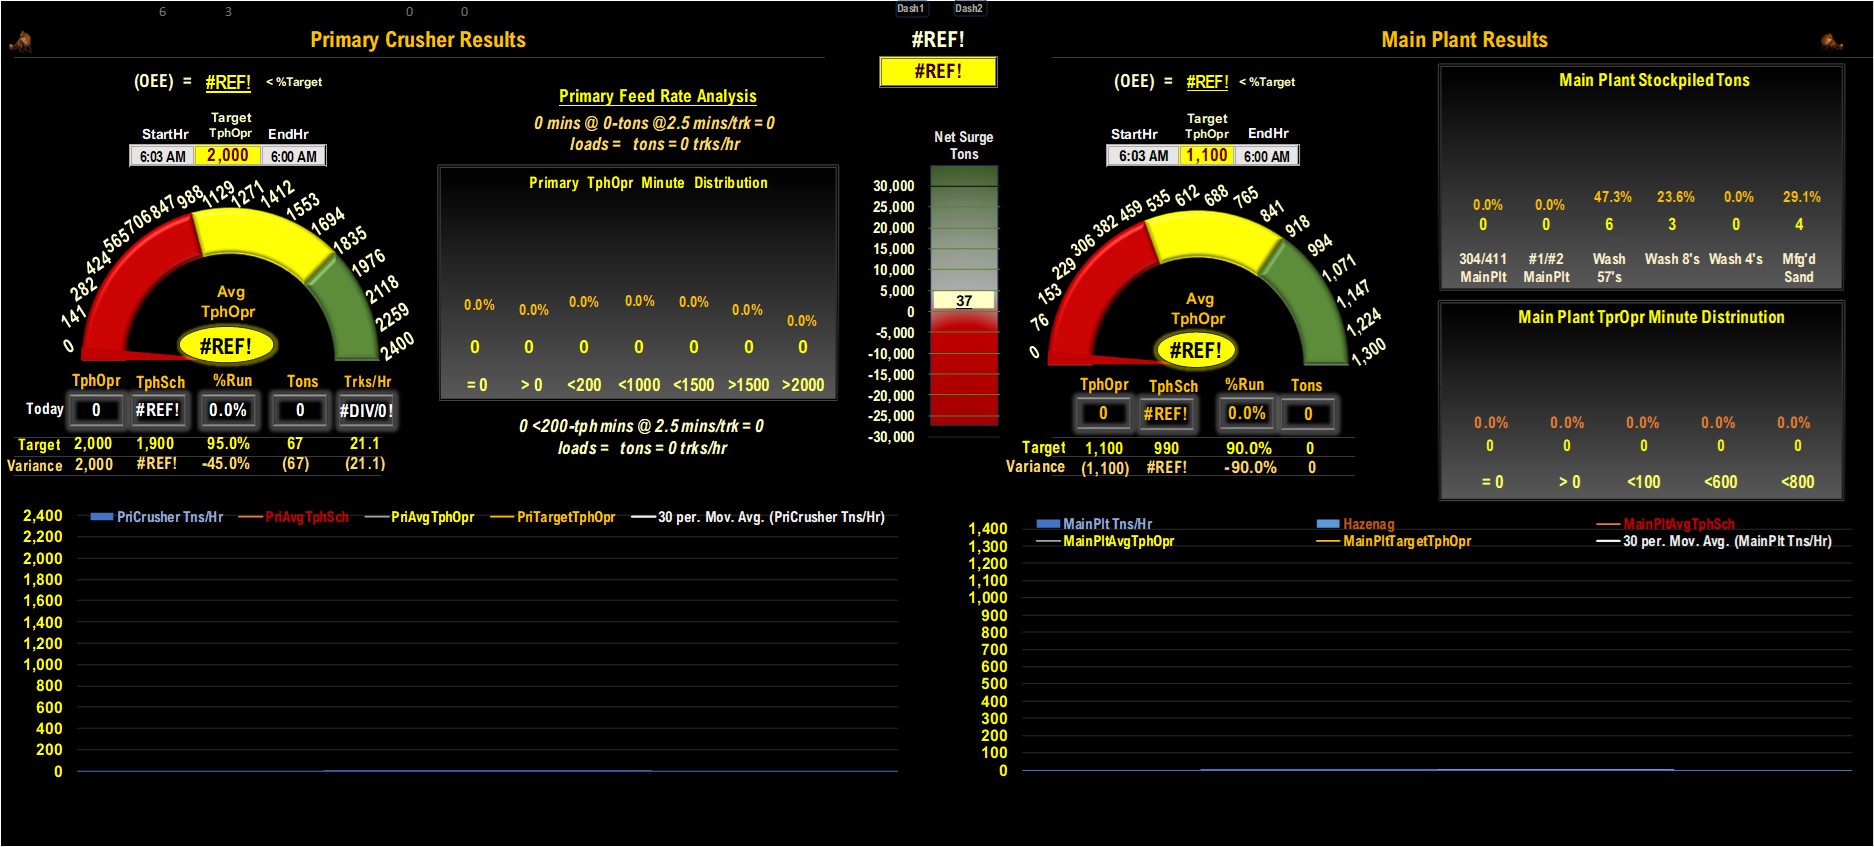 6 3 0 0 Dash1 Dash2
Primary Crusher Results
(OEE) = #REF! < %Target
Target
StartHr TphOpr EndHr
6:03 AM 2,000 6:00 AM
0 141 282 424 565 706 847 988 1129 1271 1412 1553 1694 1835 1976 2118 2259 2400
Avg
TphOpr
#REF!
TphOpr TphSch %Run Tons Trks/Hr
Today 0 #REF! 0.0% 0 #DIV/0!
Target 2,000 1,900 95.0% 67 21.1
Variance 2,000 #REF! -45.0% (67) (21.1)
Primary Feed Rate Analysis
0 mins @ 0-tons @2.5 mins/trk = 0
loads = tons = 0 trks/hr
Primary TphOpr Minute Distribution
0.0% 0.0% 0.0% 0.0% 0.0% 0.0% 0.0%
0 0 0 0 0 0 0
= 0 > 0 <200 <1000 <1500 >1500 >2000
0 <200-tph mins @ 2.5 mins/trk = 0
loads = tons = 0 trks/hr
#REF!
#REF!
Net Surge
Tons
30,000
25,000
20,000
15,000
10,000
5,000
37
0
-5,000
-10,000
-15,000
-20,000
-25,000
-30,000
Main Plant Results
(OEE) = #REF! < %Target
Target
StartHr TphOpr EndHr
6:03 AM 1,100 6:00 AM
0 76 153 229 306 382 459 535 612 688 765 841 918 994 1,071 1,147 1,224 1,300
Avg
TphOpr
#REF!
TphOpr TphSch %Run Tons
0 #REF! 0.0% 0
Target 1,100 990 90.0% 0
Variance (1,100) #REF! -90.0% 0
Main Plant Stockpiled Tons
0.0% 0.0% 47.3% 23.6% 0.0% 29.1%
0 0 6 3 0 4
304/411 #1/#2 Wash Wash 8's Wash 4's Mfg'd
MainPlt MainPlt 57's Sand
Main Plant TprOpr Minute Distrinution
0.0% 0.0% 0.0% 0.0% 0.0%
0 0 0 0 0
= 0 > 0 <100 <600 <800
PriCrusher Tns/Hr PriAvgTphSch PriAvgTphOpr PriTargetTphOpr 30 per. Mov. Avg. (PriCrusher Tns/Hr)
2,400
2,200
2,000
1,800
1,600
1,400
1,200
1,000
800
600
400
200
0
MainPlt Tns/Hr Hazenag MainPltAvgTphSch
MainPltAvgTphOpr MainPltTargetTphOpr 30 per. Mov. Avg. (MainPlt Tns/Hr)
1,400
1,300
1,200
1,100
1,000
900
800
700
600
500
400
300
200
100
0